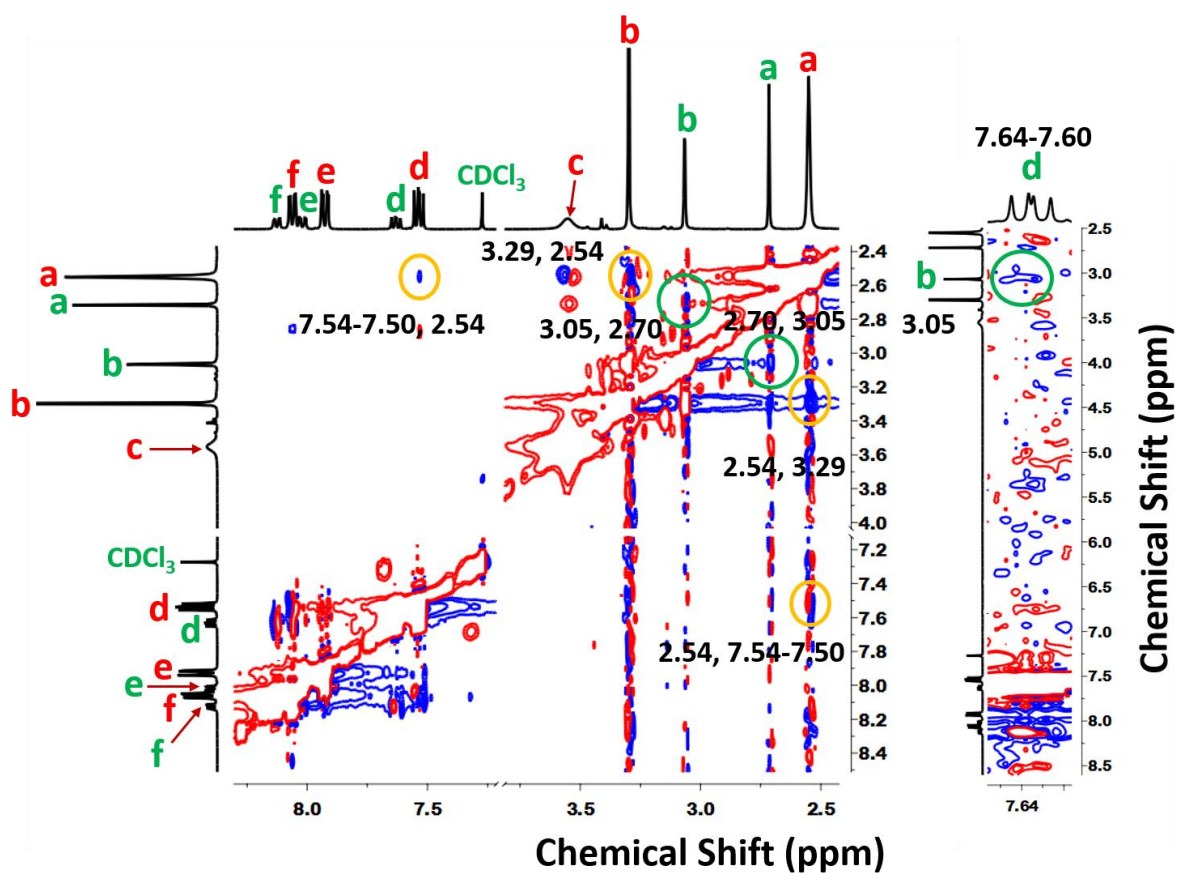 b
a
a
b
7.64-7.60
d
f e d CDCl3 c
f e d
3.29, 2.54
7.54-7.50, 2.54
3.05, 2.70
2.70, 3.05
2.54, 3.29
2.54, 7.54-7.50
a
a
b
b
c
CDCl3
d
d
e
e
f
f
2.4
2.6
2.8
3.0
3.2
3.4
3.6
3.8
4.0
7.2
7.4
7.6
7.8
8.0
8.2
8.4
8.0 7.5 3.5 3.0 2.5
Chemical Shift (ppm)
b
3.05
2.5
3.0
3.5
4.0
4.5
5.0
5.5
6.0
6.5
7.0
7.5
8.0
8.5
7.64
Chemical Shift (ppm)